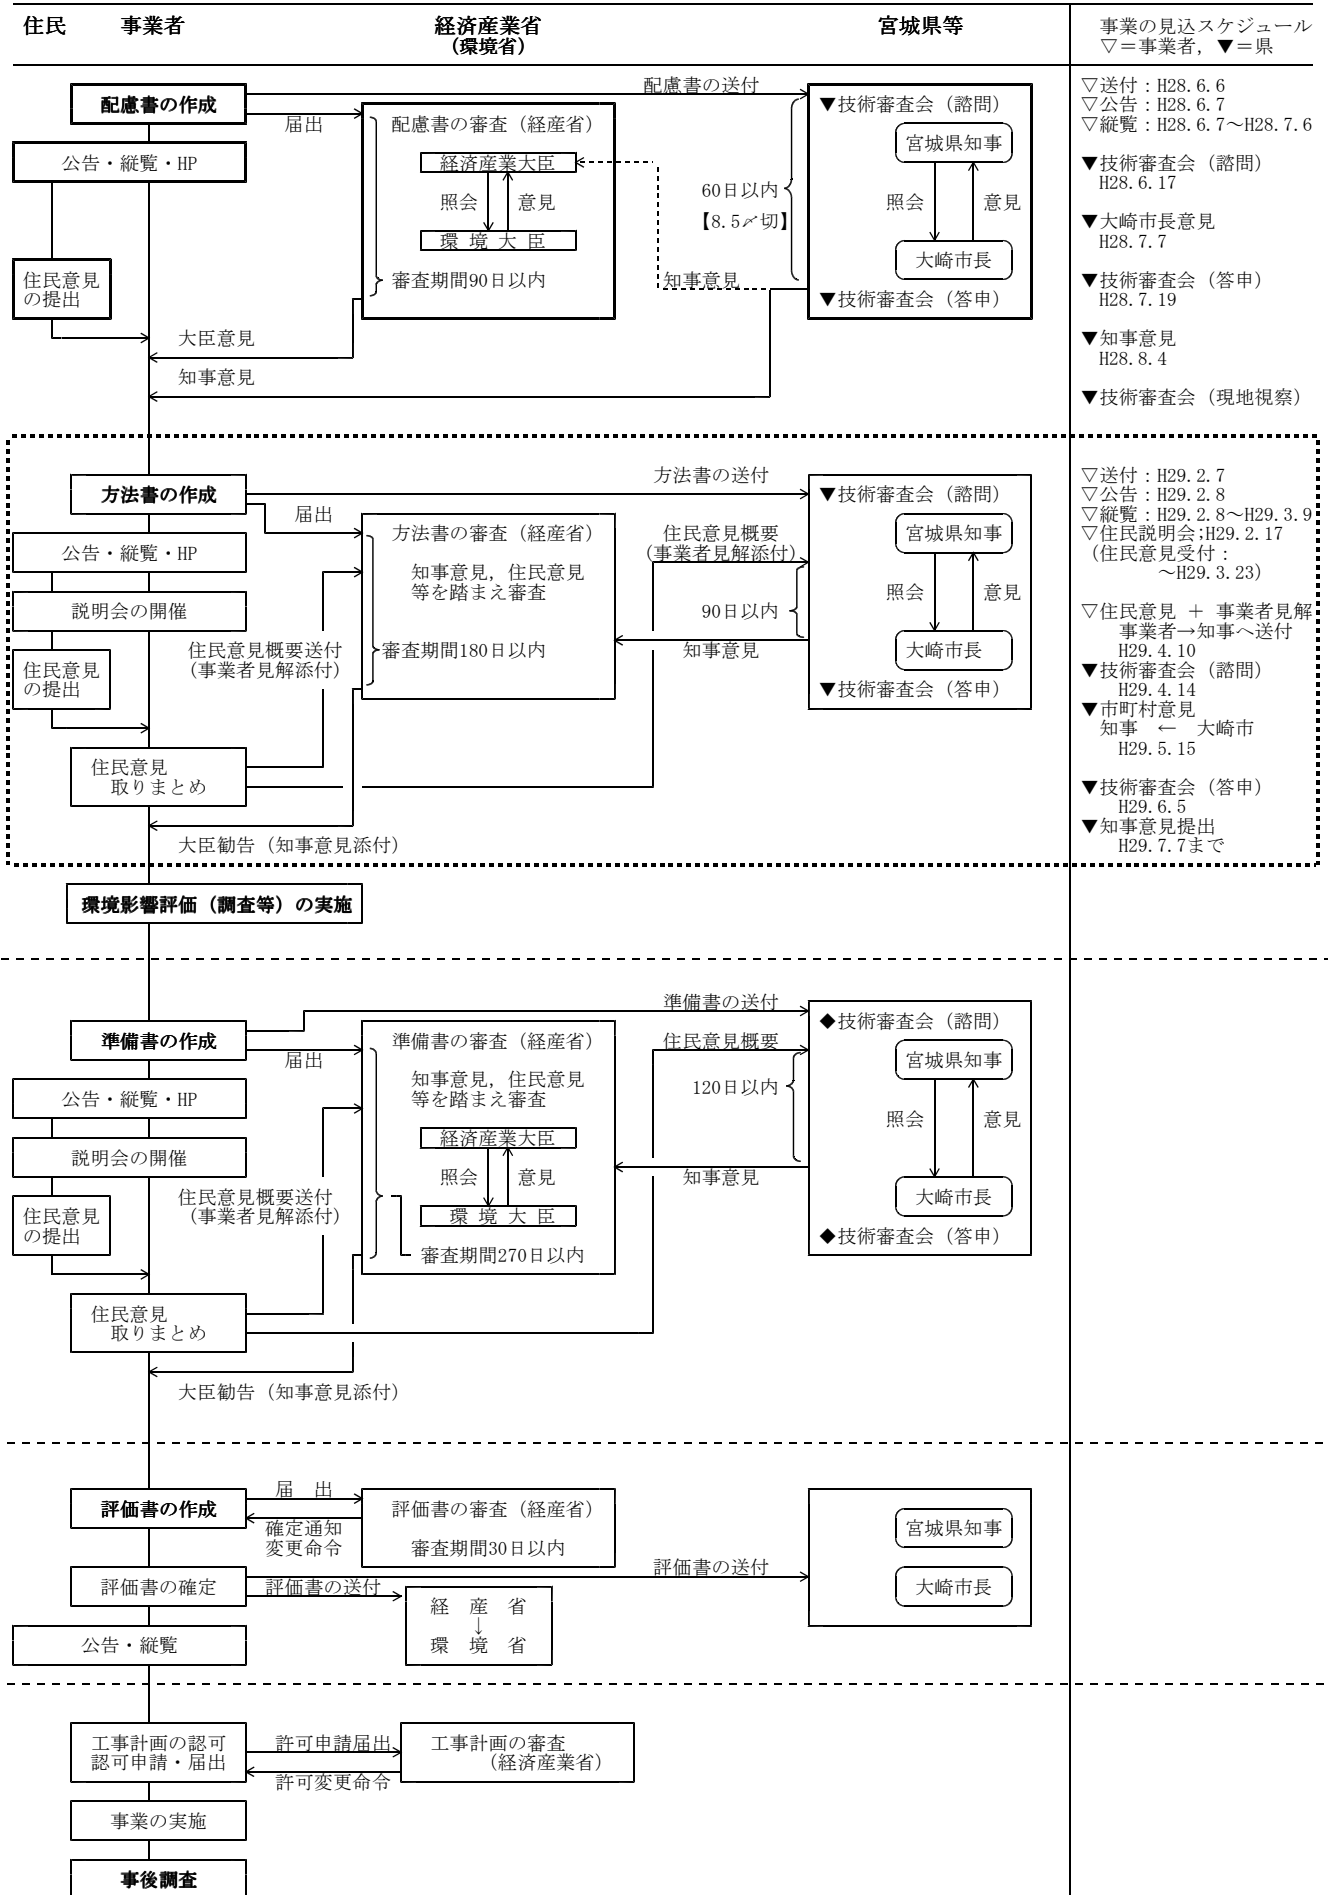 住民 事業者 経済産業省 宮城県等 事業の見込スケジュール
(環境省) ▽＝事業者，▼＝県
配慮書の作成
公告・縦覧・HP
住民意見
の提出
届出
配慮書の送付
配慮書の審査（経産省）
経済産業大臣
照会 意見
環 境 大 臣
審査期間90日以内
大臣意見
知事意見
知事意見
60日以内
【8.5〆切】
▼技術審査会（諮問）
宮城県知事
照会 意見
大崎市長
▼技術審査会（答申）
▽送付：H28.6.6
▽公告：H28.6.7
▽縦覧：H28.6.7～H28.7.6
▼技術審査会（諮問）
H28.6.17
▼大崎市長意見
H28.7.7
▼技術審査会（答申）
H28.7.19
▼知事意見
H28.8.4
▼技術審査会（現地視察）
方法書の作成
公告・縦覧・HP
説明会の開催
住民意見
の提出
住民意見
取りまとめ
届出
方法書の送付
方法書の審査（経産省）
知事意見，住民意見
等を踏まえ審査
審査期間180日以内
住民意見概要送付
（事業者見解添付）
大臣勧告（知事意見添付）
住民意見概要
（事業者見解添付）
90日以内
知事意見
▼技術審査会（諮問）
宮城県知事
照会 意見
大崎市長
▼技術審査会（答申）
▽送付：H29.2.7
▽公告：H29.2.8
▽縦覧：H29.2.8～H29.3.9
▽住民説明会;H29.2.17
（住民意見受付：
～H29.3.23）
▽住民意見 ＋ 事業者見解
事業者→知事へ送付
H29.4.10
▼技術審査会（諮問）
H29.4.14
▼市町村意見
知事 ← 大崎市
H29.5.15
▼技術審査会（答申）
H29.6.5
▼知事意見提出
H29.7.7まで
環境影響評価（調査等）の実施
準備書の作成
公告・縦覧・HP
説明会の開催
住民意見
の提出
住民意見
取りまとめ
届出
準備書の送付
準備書の審査（経産省）
知事意見，住民意見
等を踏まえ審査
経済産業大臣
照会 意見
環 境 大 臣
審査期間270日以内
住民意見概要送付
（事業者見解添付）
大臣勧告（知事意見添付）
住民意見概要
120日以内
知事意見
◆技術審査会（諮問）
宮城県知事
照会 意見
大崎市長
◆技術審査会（答申）
評価書の作成
届 出
確定通知
変更命令
評価書の審査（経産省）
審査期間30日以内
評価書の確定
評価書の送付
評価書の送付
宮城県知事
大崎市長
経 産 省
↓
環 境 省
公告・縦覧
工事計画の認可
認可申請・届出
許可申請届出
許可変更命令
工事計画の審査
（経済産業省）
事業の実施
事後調査